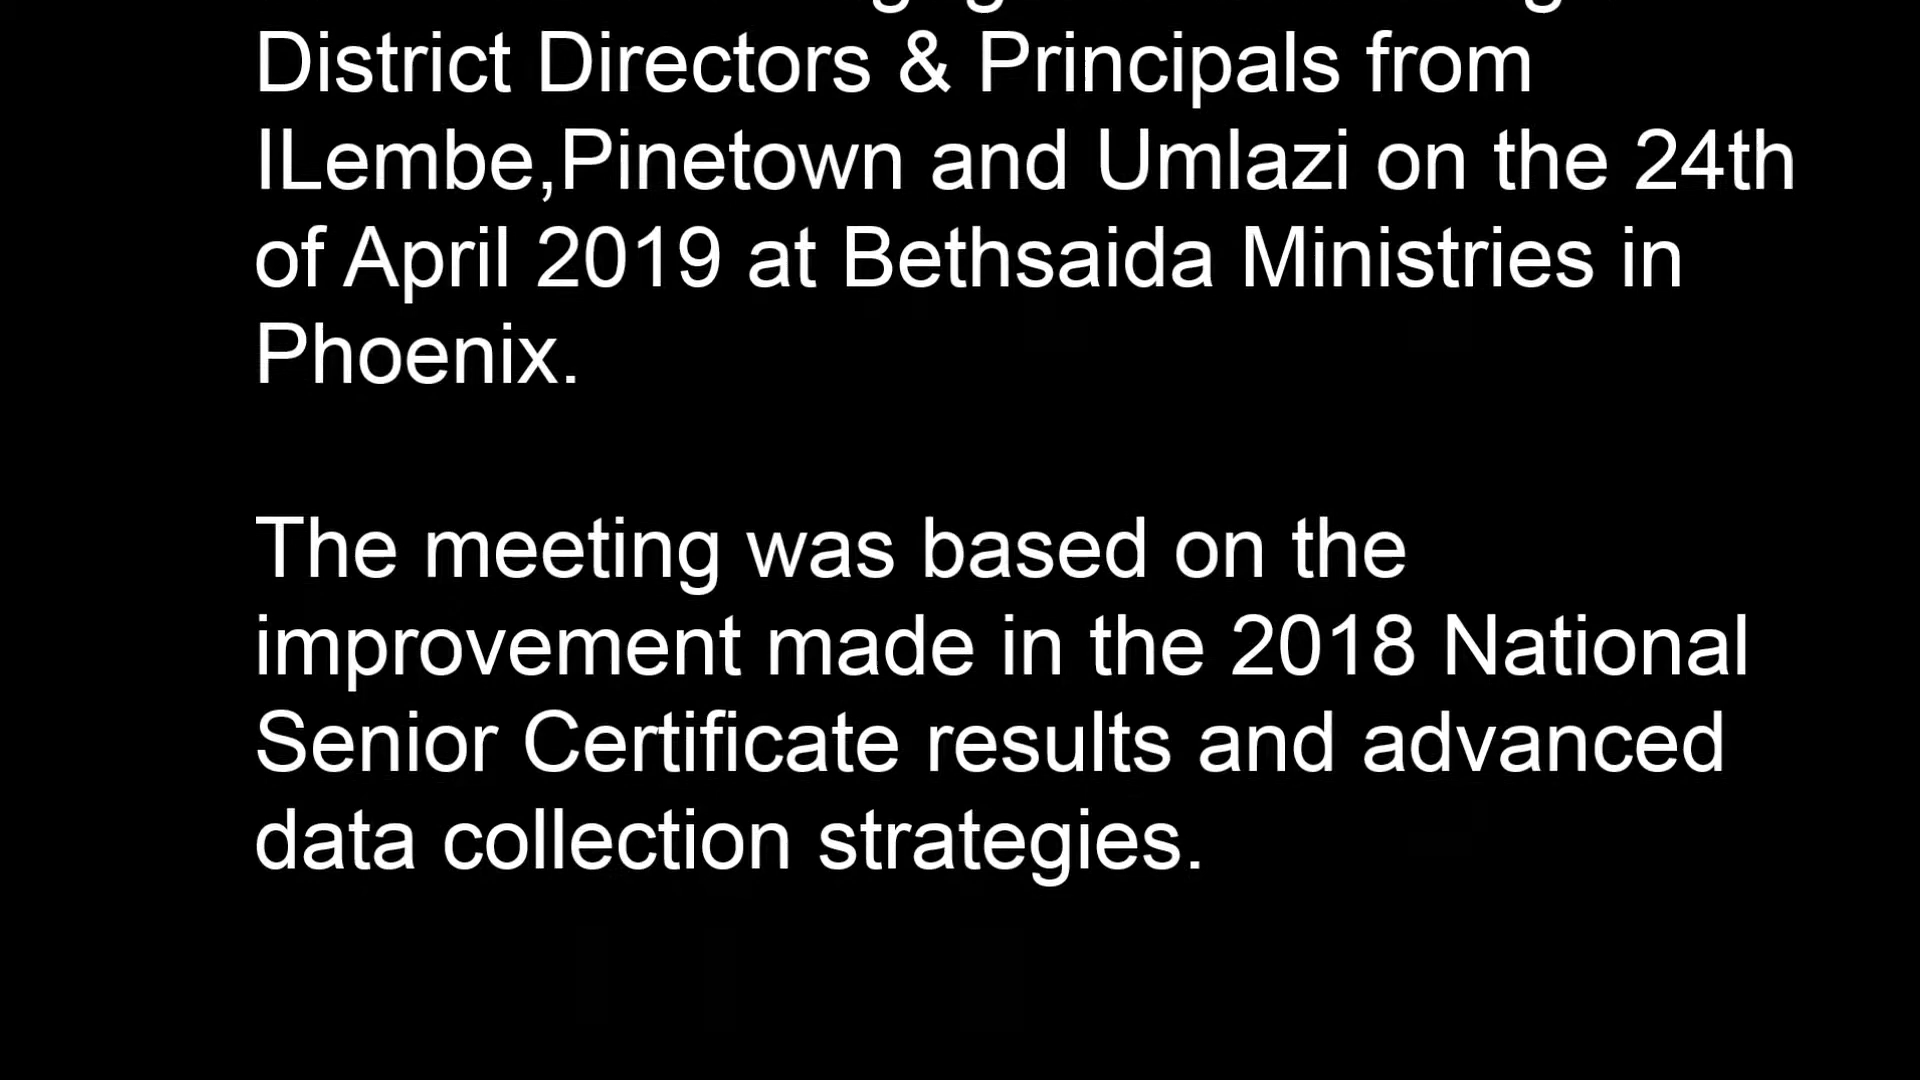 District Directors & Principals from
ILembe,Pinetown and Umlazi on the 24th
of April 2019 at Bethsaida Ministries in
Phoenix.
The meeting was based on the
improvement made in the 2018 National
Senior Certificate results and advanced
data collection strategies.